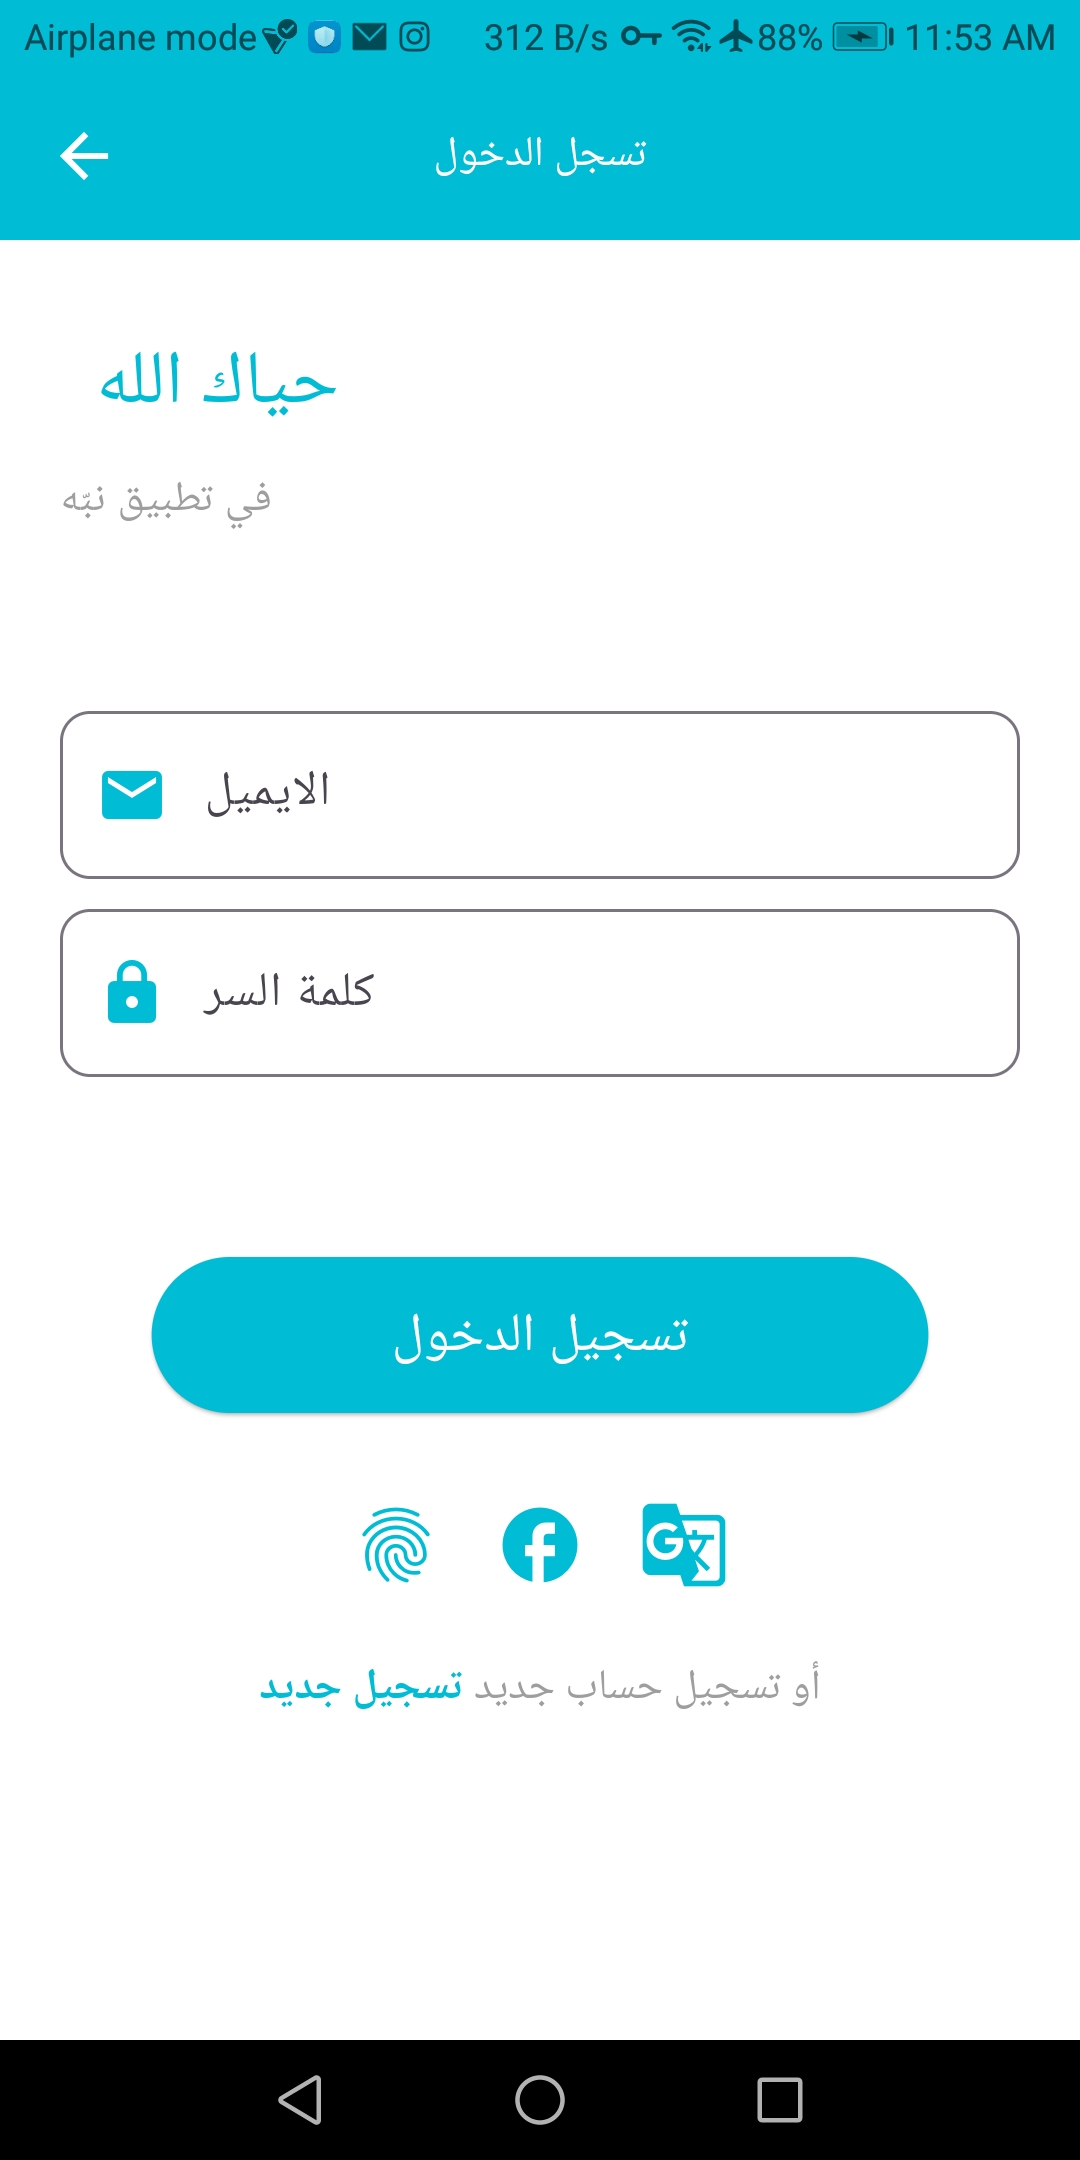 Airplane mode 312 B/s 88% 11:53 AM
تسجل الدخول
حياك الله
في تطبيق نبّه
الايميل
كلمة السر
تسجيل الدخول
أو تسجيل حساب جديد تسجيل جديد